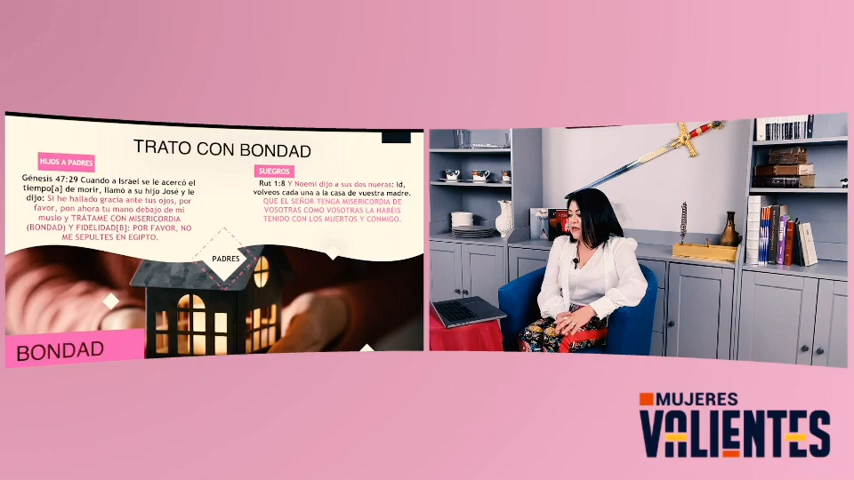 TRATO CON BONDAD
HIJOS A PADRES
Génesis 47:29 Cuando a Israel se le acercó el
tiempo[a] de morir, llamó a su hijo José y le
dijo: Si he hallado gracia ante tus ojos, por
favor, pon ahora tu mano debajo de mi
muslo y TRÁTAME CON MISERICORDIA
(BONDAD) Y FIDELIDAD[B]: POR FAVOR, NO
ME SEPULTES EN EGIPTO.
SUEGROS
Rut 1:8 Y Noemi dijo a sus dos nueras: Id,
volveos cada una a la casa de vuestra madre.
QUE EL SEÑOR TENGA MISERICORDIA DE
VOSOTRAS COMO VOSOTRAS LA HABÉIS
TENIDO CON LOS MUERTOS Y CONMIGO.
PADRES
BONDAD
MUJERES
VALIENTES